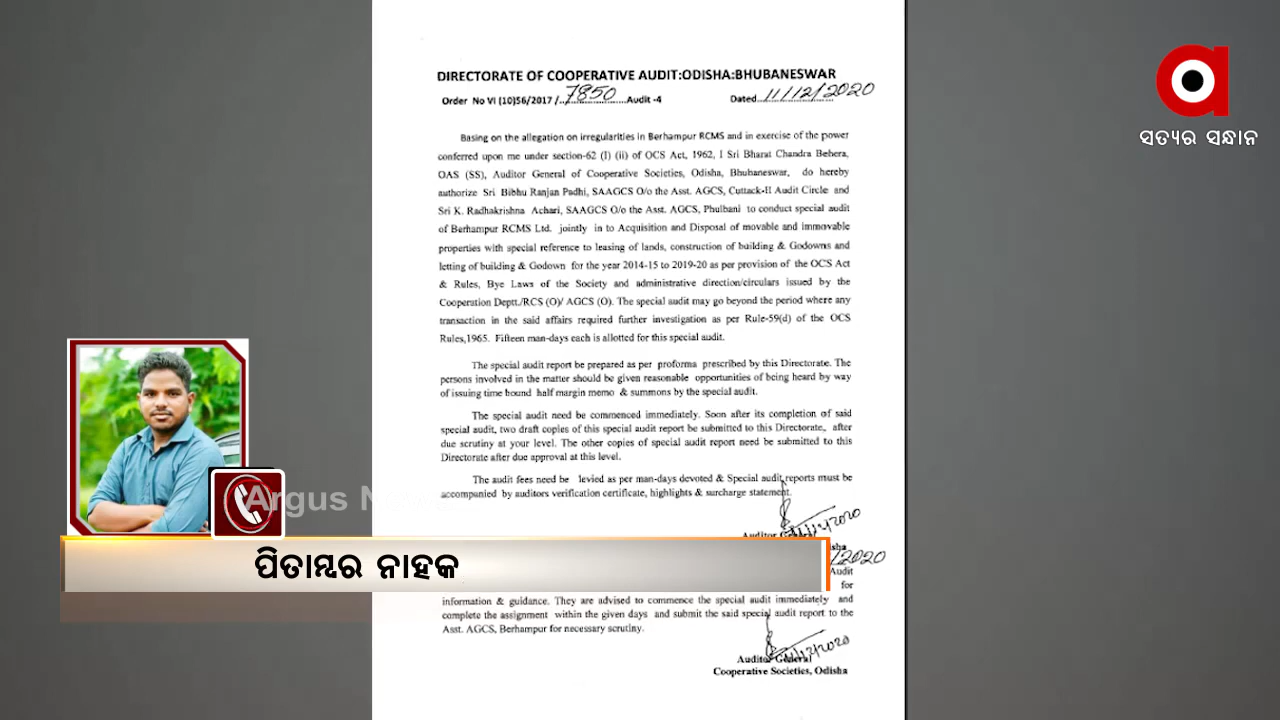 DIRECTORATE OF COOPERATIVE AUDIT:ODISHA:BHUBANESWAR
Order No VI (10)56/2017 /...7850...Audit -4 Dated...11/12/2020
Basing on the allegation on irregularities in Berhampur RCMS and in exercise of the power
conferred upon me under section-62 (I) (ii) of OCS Act, 1962, I Sri Bharat Chandra Behera,
OAS (SS), Auditor General of Cooperative Societies, Odisha, Bhubaneswar, do hereby
authorize Sri Bibhu Ranjan Padhi, SAAGCS O/o the Asst. AGCS, Cuttack-II Audit Circle and
Sri K. Radhakrishna Achari, SAAGCS O/o the Asst. AGCS, Phulbani to conduct special audit
of Berhampur RCMS Ltd. jointly in to Acquisition and Disposal of movable and immovable
properties with special reference to leasing of lands, construction of building & Godowns and
letting of building & Godown for the year 2014-15 to 2019-20 as per provision of the OCS Act
& Rules, Bye Laws of the Society and administrative direction/circulars issued by the
Cooperation Deptt./RCS (O)/ AGCS (O). The special audit may go beyond the period where any
transaction in the said affairs required further investigation as per Rule-59(d) of the OCS
Rules,1965. Fifteen man-days each is allotted for this special audit.
The special audit report be prepared as per proforma prescribed by this Directorate. The
persons involved in the matter should be given reasonable opportunities of being heard by way
of issuing time bound half margin memo & summons by the special audit.
The special audit need be commenced immediately. Soon after its completion of said
special audit, two draft copies of this special audit report be submitted to this Directorate, after
due scrutiny at your level. The other copies of special audit report need be submitted to this
Directorate after due approval at this level.
The audit fees need be levied as per man-days devoted & Special audit reports must be
accompanied by auditors verification certificate, highlights & surcharge statement.
Auditor General
/2020
Audit
for
information & guidance. They are advised to commence the special audit immediately and
complete the assignment within the given days and submit the said special audit report to the
Asst. AGCS, Berhampur for necessary scrutiny.
Auditor General
Cooperative Societies, Odisha
ସତ୍ୟର ସନ୍ଧାନ
Argus
ପିତାମ୍ବର ନାହକ